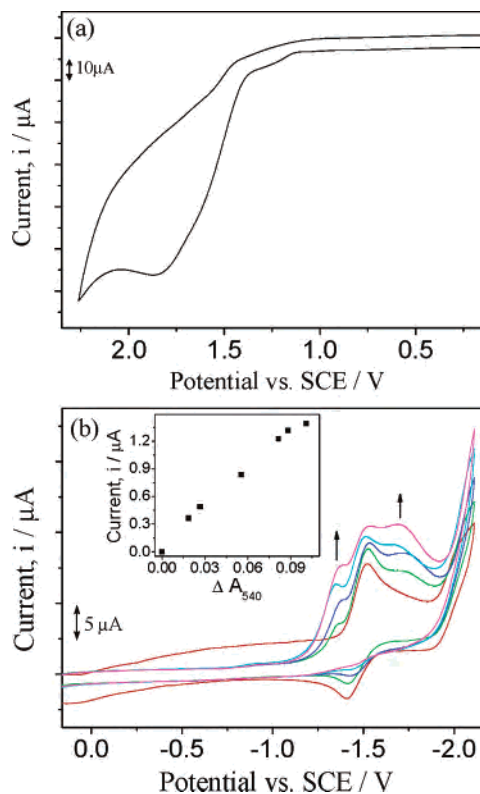 (a)
10μA
Current, i / μA
2.0 1.5 1.0 0.5
Potential vs. SCE / V
(b)
Current, i / μA
1.2
0.9
0.6
0.3
0.0
0.00 0.03 0.06 0.09
Δ A540
Current, i / μA
5 μA
0.0 -0.5 -1.0 -1.5 -2.0
Potential vs. SCE / V